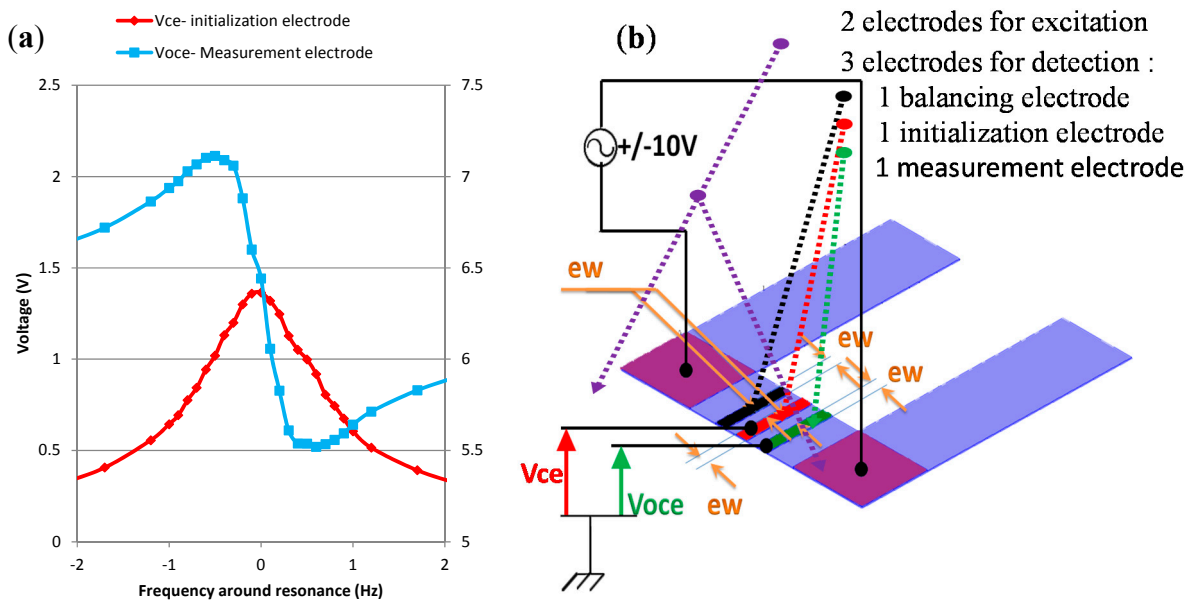 (a)
Vce- initialization electrode
Voce- Measurement electrode
2.5
2
1.5
1
0.5
0
7.5
7
6.5
6
5.5
5
Voltage (V)
-2
-1
0
1
2
Frequency around resonance (Hz)
(b)
2 electrodes for excitation
3 electrodes for detection :
1 balancing electrode
1 initialization electrode
1 measurement electrode
+/-10V
ew
ew
ew
ew
Vce
Voce